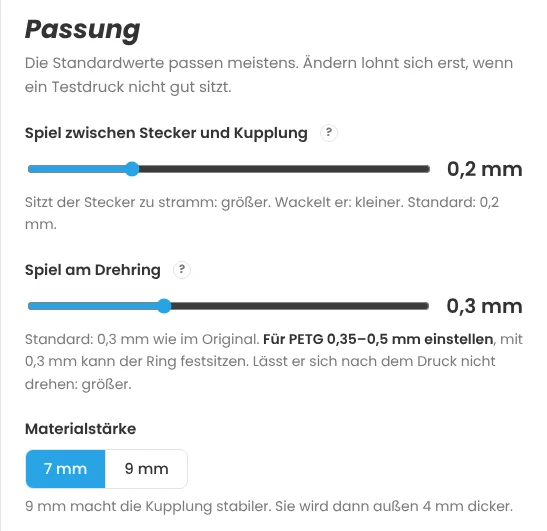 Passung
Die Standardwerte passen meistens. Ändern lohnt sich erst, wenn
ein Testdruck nicht gut sitzt.
Spiel zwischen Stecker und Kupplung ?
0,2 mm
Sitzt der Stecker zu stramm: größer. Wackelt er: kleiner. Standard: 0,2
mm.
Spiel am Drehring ?
0,3 mm
Standard: 0,3 mm wie im Original. Für PETG 0,35–0,5 mm einstellen, mit
0,3 mm kann der Ring festsitzen. Lässt er sich nach dem Druck nicht
drehen: größer.
Materialstärke
7 mm 9 mm
9 mm macht die Kupplung stabiler. Sie wird dann außen 4 mm dicker.